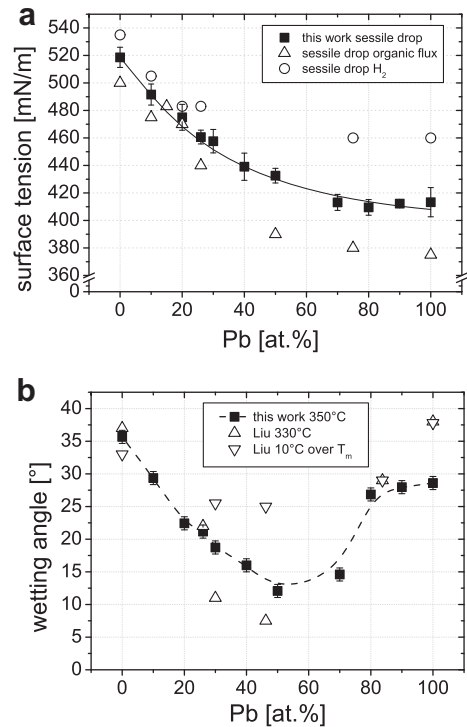 a
540
520
500
480
460
440
420
400
380
360
0
surface tension [mN/m]
this work sessile drop
sessile drop organic flux
sessile drop H₂
0 20 40 60 80 100
Pb [at.%]
b
40
35
30
25
20
15
10
5
0
wetting angle [°]
this work 350°C
Liu 330°C
Liu 10°C over Tₘ
0 20 40 60 80 100
Pb [at.%]